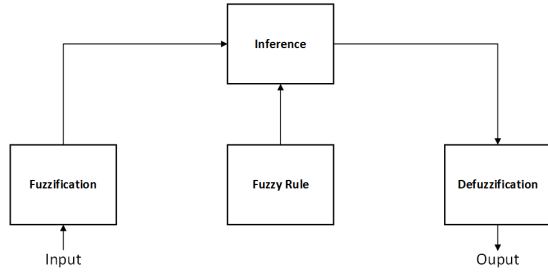 Inference
Fuzzification
Fuzzy Rule
Defuzzification
Input
Ouput